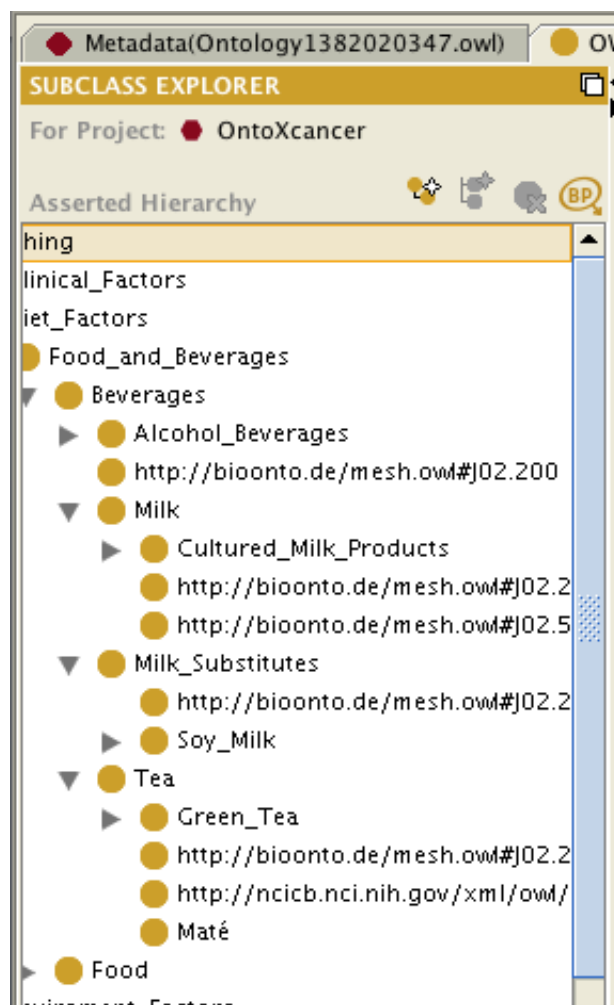 Metadata(Ontology1382020347.owl) OV
SUBCLASS EXPLORER
For Project: OntoXcancer
Asserted Hierarchy BP
hing
linical_Factors
iet_Factors
Food_and_Beverages
Beverages
Alcohol_Beverages
http://bioonto.de/mesh.owl#J02.200
Milk
Cultured_Milk_Products
http://bioonto.de/mesh.owl#J02.2
http://bioonto.de/mesh.owl#J02.5
Milk_Substitutes
http://bioonto.de/mesh.owl#J02.2
Soy_Milk
Tea
Green_Tea
http://bioonto.de/mesh.owl#J02.2
http://ncicb.nci.nih.gov/xml/owl/
Maté
Food